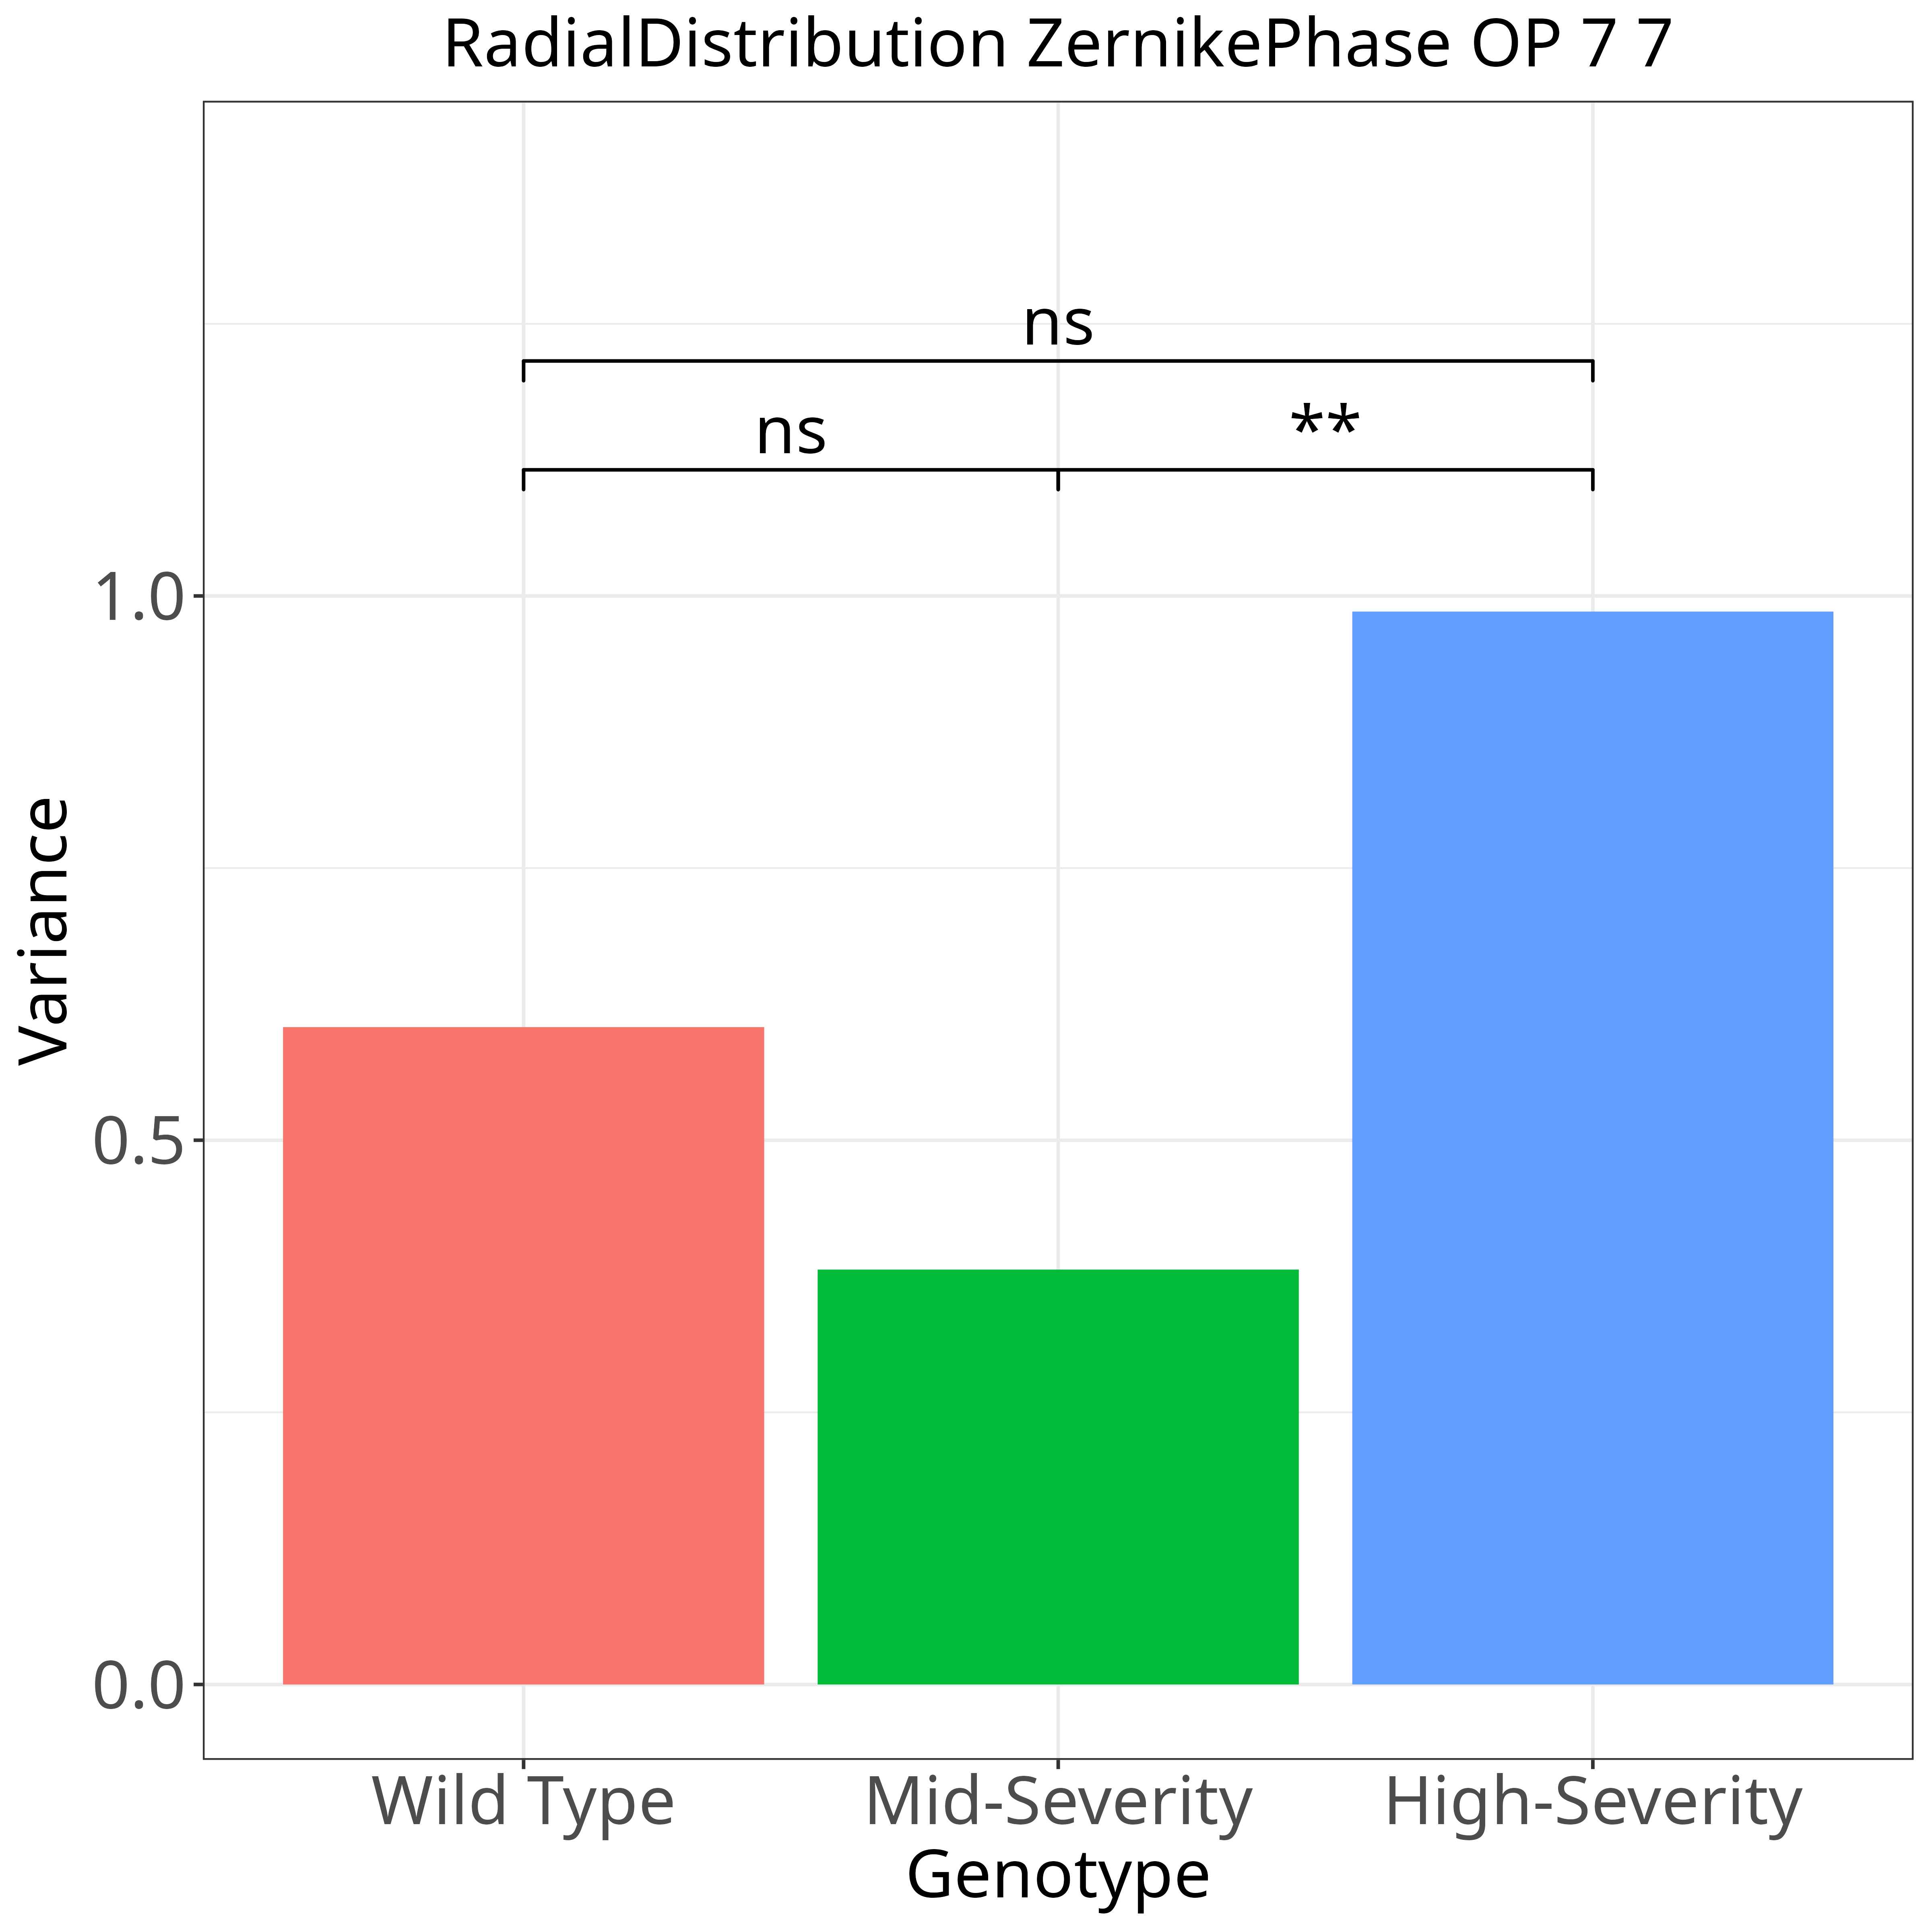 RadialDistribution ZernikePhase OP 7 7
ns
ns
**
1.0
0.5
0.0
Variance
Wild Type
Mid-Severity
High-Severity
Genotype